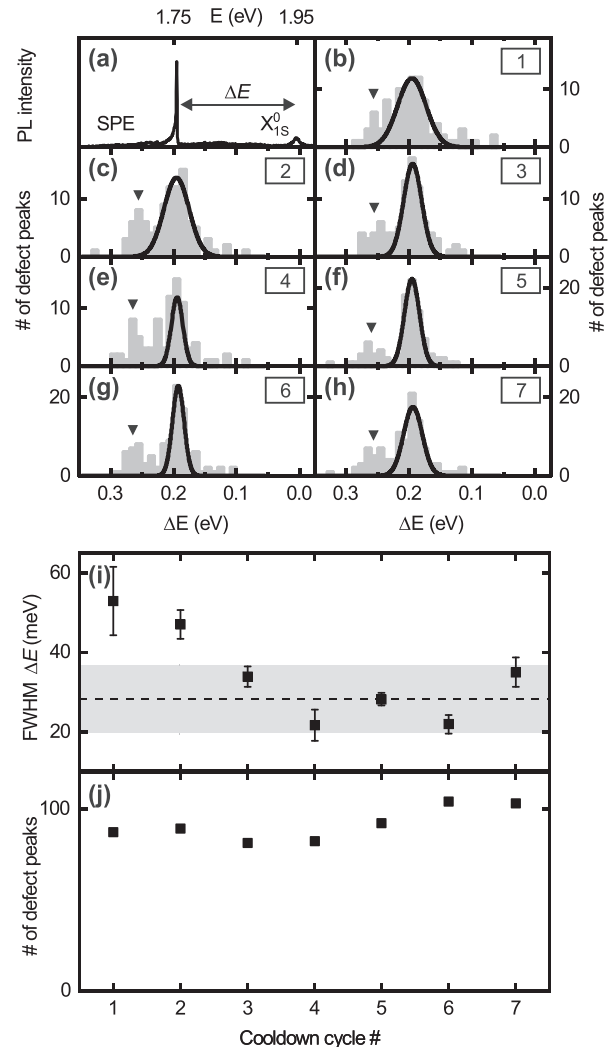 1.75 E (eV) 1.95
(a) ΔE SPE X⁰₁S
(b) 1
PL intensity
10
0
(c) 2
(d) 3
# of defect peaks
10
0
10
0
# of defect peaks
(e) 4
(f) 5
10
0
20
0
(g) 6
(h) 7
20
0
20
0
0.3 0.2 0.1 0.0 0.3 0.2 0.1 0.0
ΔE (eV) ΔE (eV)
(i)
FWHM ΔE (meV)
60
40
20
(j)
# of defect peaks
100
0
1 2 3 4 5 6 7
Cooldown cycle #